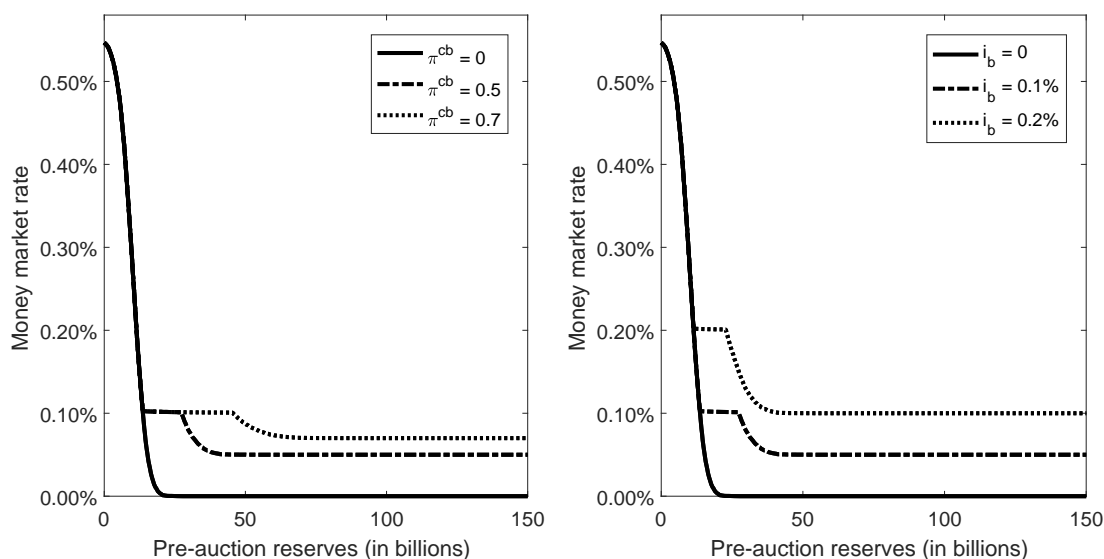 Money market rate
0.50%
0.40%
0.30%
0.20%
0.10%
0.00%
0 50 100 150
Pre-auction reserves (in billions)
π^cb = 0
π^cb = 0.5
π^cb = 0.7
Money market rate
0.50%
0.40%
0.30%
0.20%
0.10%
0.00%
0 50 100 150
Pre-auction reserves (in billions)
i_b = 0
i_b = 0.1%
i_b = 0.2%